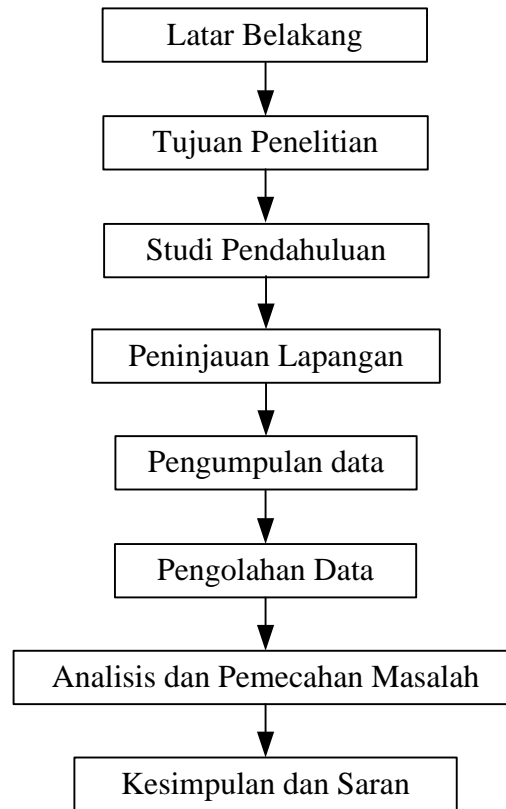 Latar Belakang
Tujuan Penelitian
Studi Pendahuluan
Peninjauan Lapangan
Pengumpulan data
Pengolahan Data
Analisis dan Pemecahan Masalah
Kesimpulan dan Saran